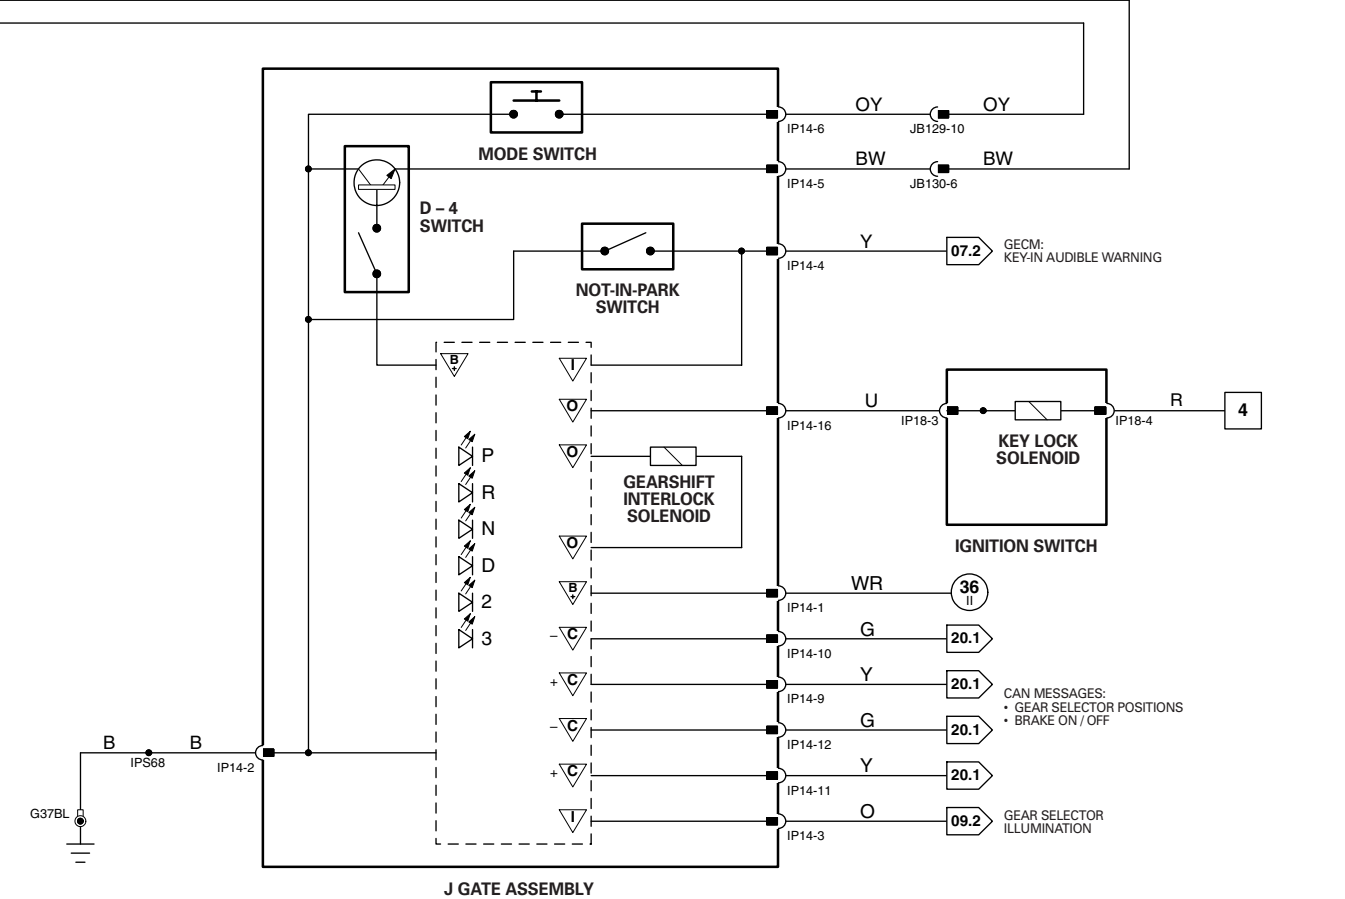 OY OY
IP14-6 JB129-10
MODE SWITCH
BW BW
IP14-5 JB130-6
D – 4
SWITCH
Y
IP14-4
07.2
GECM:
KEY-IN AUDIBLE WARNING
NOT-IN-PARK
SWITCH
B
+
I
O
U
IP14-16
IP18-3
KEY LOCK
SOLENOID
IP18-4
R
4
IGNITION SWITCH
O
GEARSHIFT
INTERLOCK
SOLENOID
O
P
R
N
D
2
3
B
+
WR
IP14-1
36
II
– C
G
IP14-10
20.1
+ C
Y
IP14-9
20.1
CAN MESSAGES:
• GEAR SELECTOR POSITIONS
• BRAKE ON / OFF
– C
G
IP14-12
20.1
+ C
Y
IP14-11
20.1
I
O
IP14-3
09.2
GEAR SELECTOR
ILLUMINATION
B B
IPS68
IP14-2
G37BL
J GATE ASSEMBLY